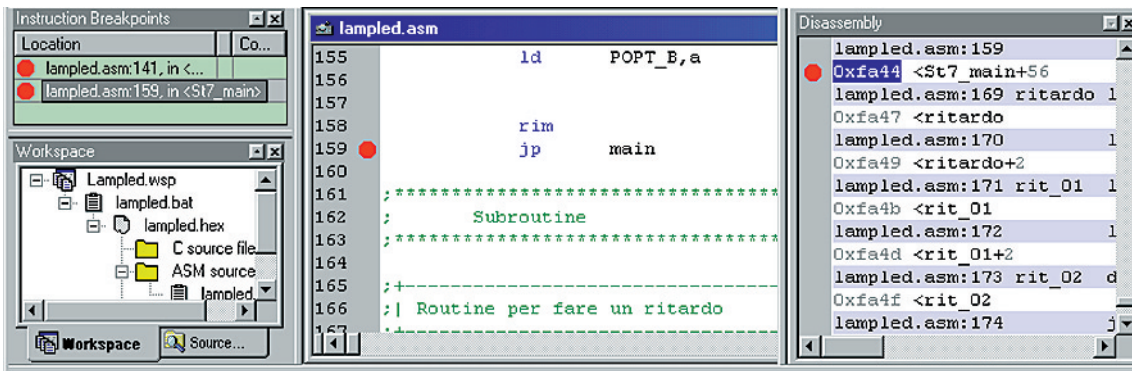 Instruction Breakpoints
Location Co...
lampled.asm:141, in <...
lampled.asm:159, in <St7_main>
Workspace
Lampled.wsp
lampled.bat
lampled.hex
C source file
ASM source
lampled.
Workspace Source...
lampled.asm
155 ld POPT_B,a
156
157
158 rim
159 jp main
160
161 ;**********************************
162 ; Subroutine
163 ;**********************************
164
165 ;+---------------------------------
166 ;| Routine per fare un ritardo
167 ;+---------------------------------
Disassembly
lampled.asm:159
0xfa44 <St7_main+56
lampled.asm:169 ritardo l
0xfa47 <ritardo
lampled.asm:170 l
0xfa49 <ritardo+2
lampled.asm:171 rit_01 l
0xfa4b <rit_01
lampled.asm:172 l
0xfa4d <rit_01+2
lampled.asm:173 rit_02 d
0xfa4f <rit_02
lampled.asm:174 j